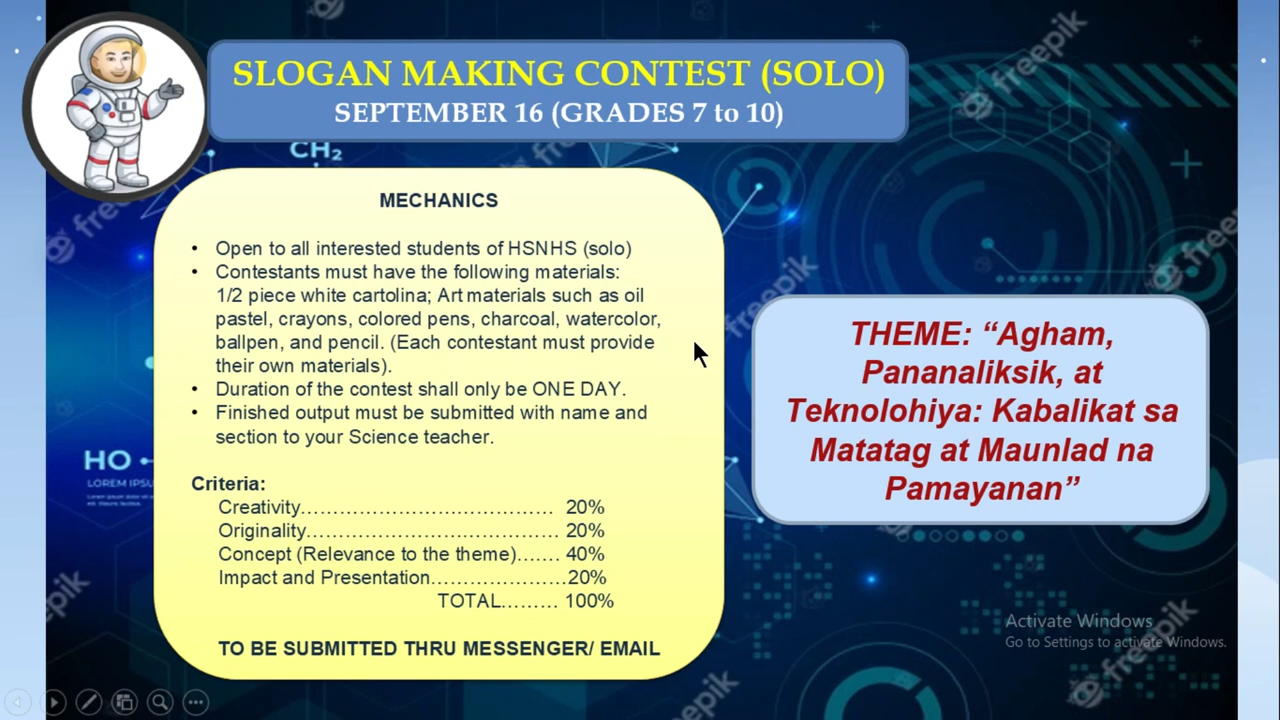 SLOGAN MAKING CONTEST (SOLO)
SEPTEMBER 16 (GRADES 7 to 10)
CH₂
MECHANICS
• Open to all interested students of HSNHS (solo)
• Contestants must have the following materials:
1/2 piece white cartolina; Art materials such as oil
pastel, crayons, colored pens, charcoal, watercolor,
ballpen, and pencil. (Each contestant must provide
their own materials).
• Duration of the contest shall only be ONE DAY.
• Finished output must be submitted with name and
section to your Science teacher.
Criteria:
Creativity…………………………………… 20%
Originality…………………………………… 20%
Concept (Relevance to the theme)……. 40%
Impact and Presentation…………………..20%
TOTAL……… 100%
TO BE SUBMITTED THRU MESSENGER/ EMAIL
THEME: “Agham,
Pananaliksik, at
Teknolohiya: Kabalikat sa
Matatag at Maunlad na
Pamayanan”
HO
LOREM IPSU
freepik
freepik
freepik
freepik
Activate Windows
Go to Settings to activate Windows.